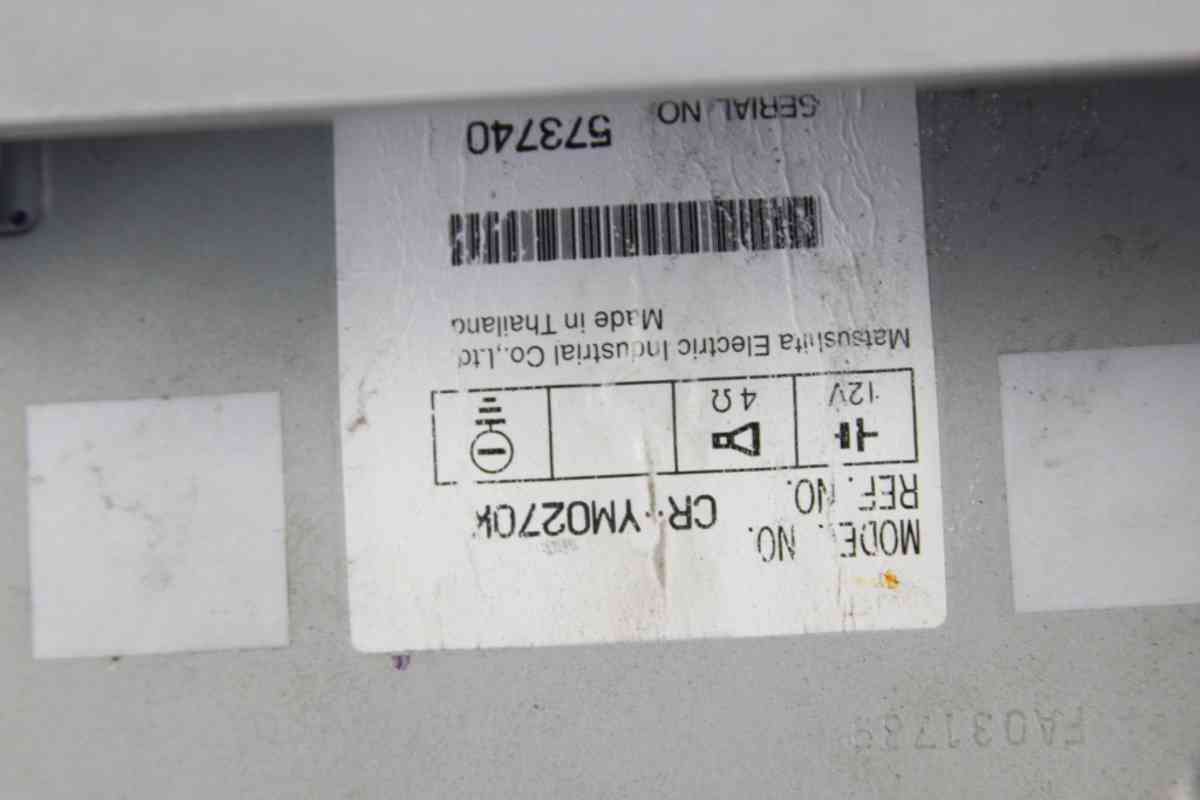 MODEL NO.
CR-YM0270K
REF. NO.
12V
4Ω
Matsushita Electric Industrial Co.,Ltd
Made in Thailand
SERIAL NO
573740